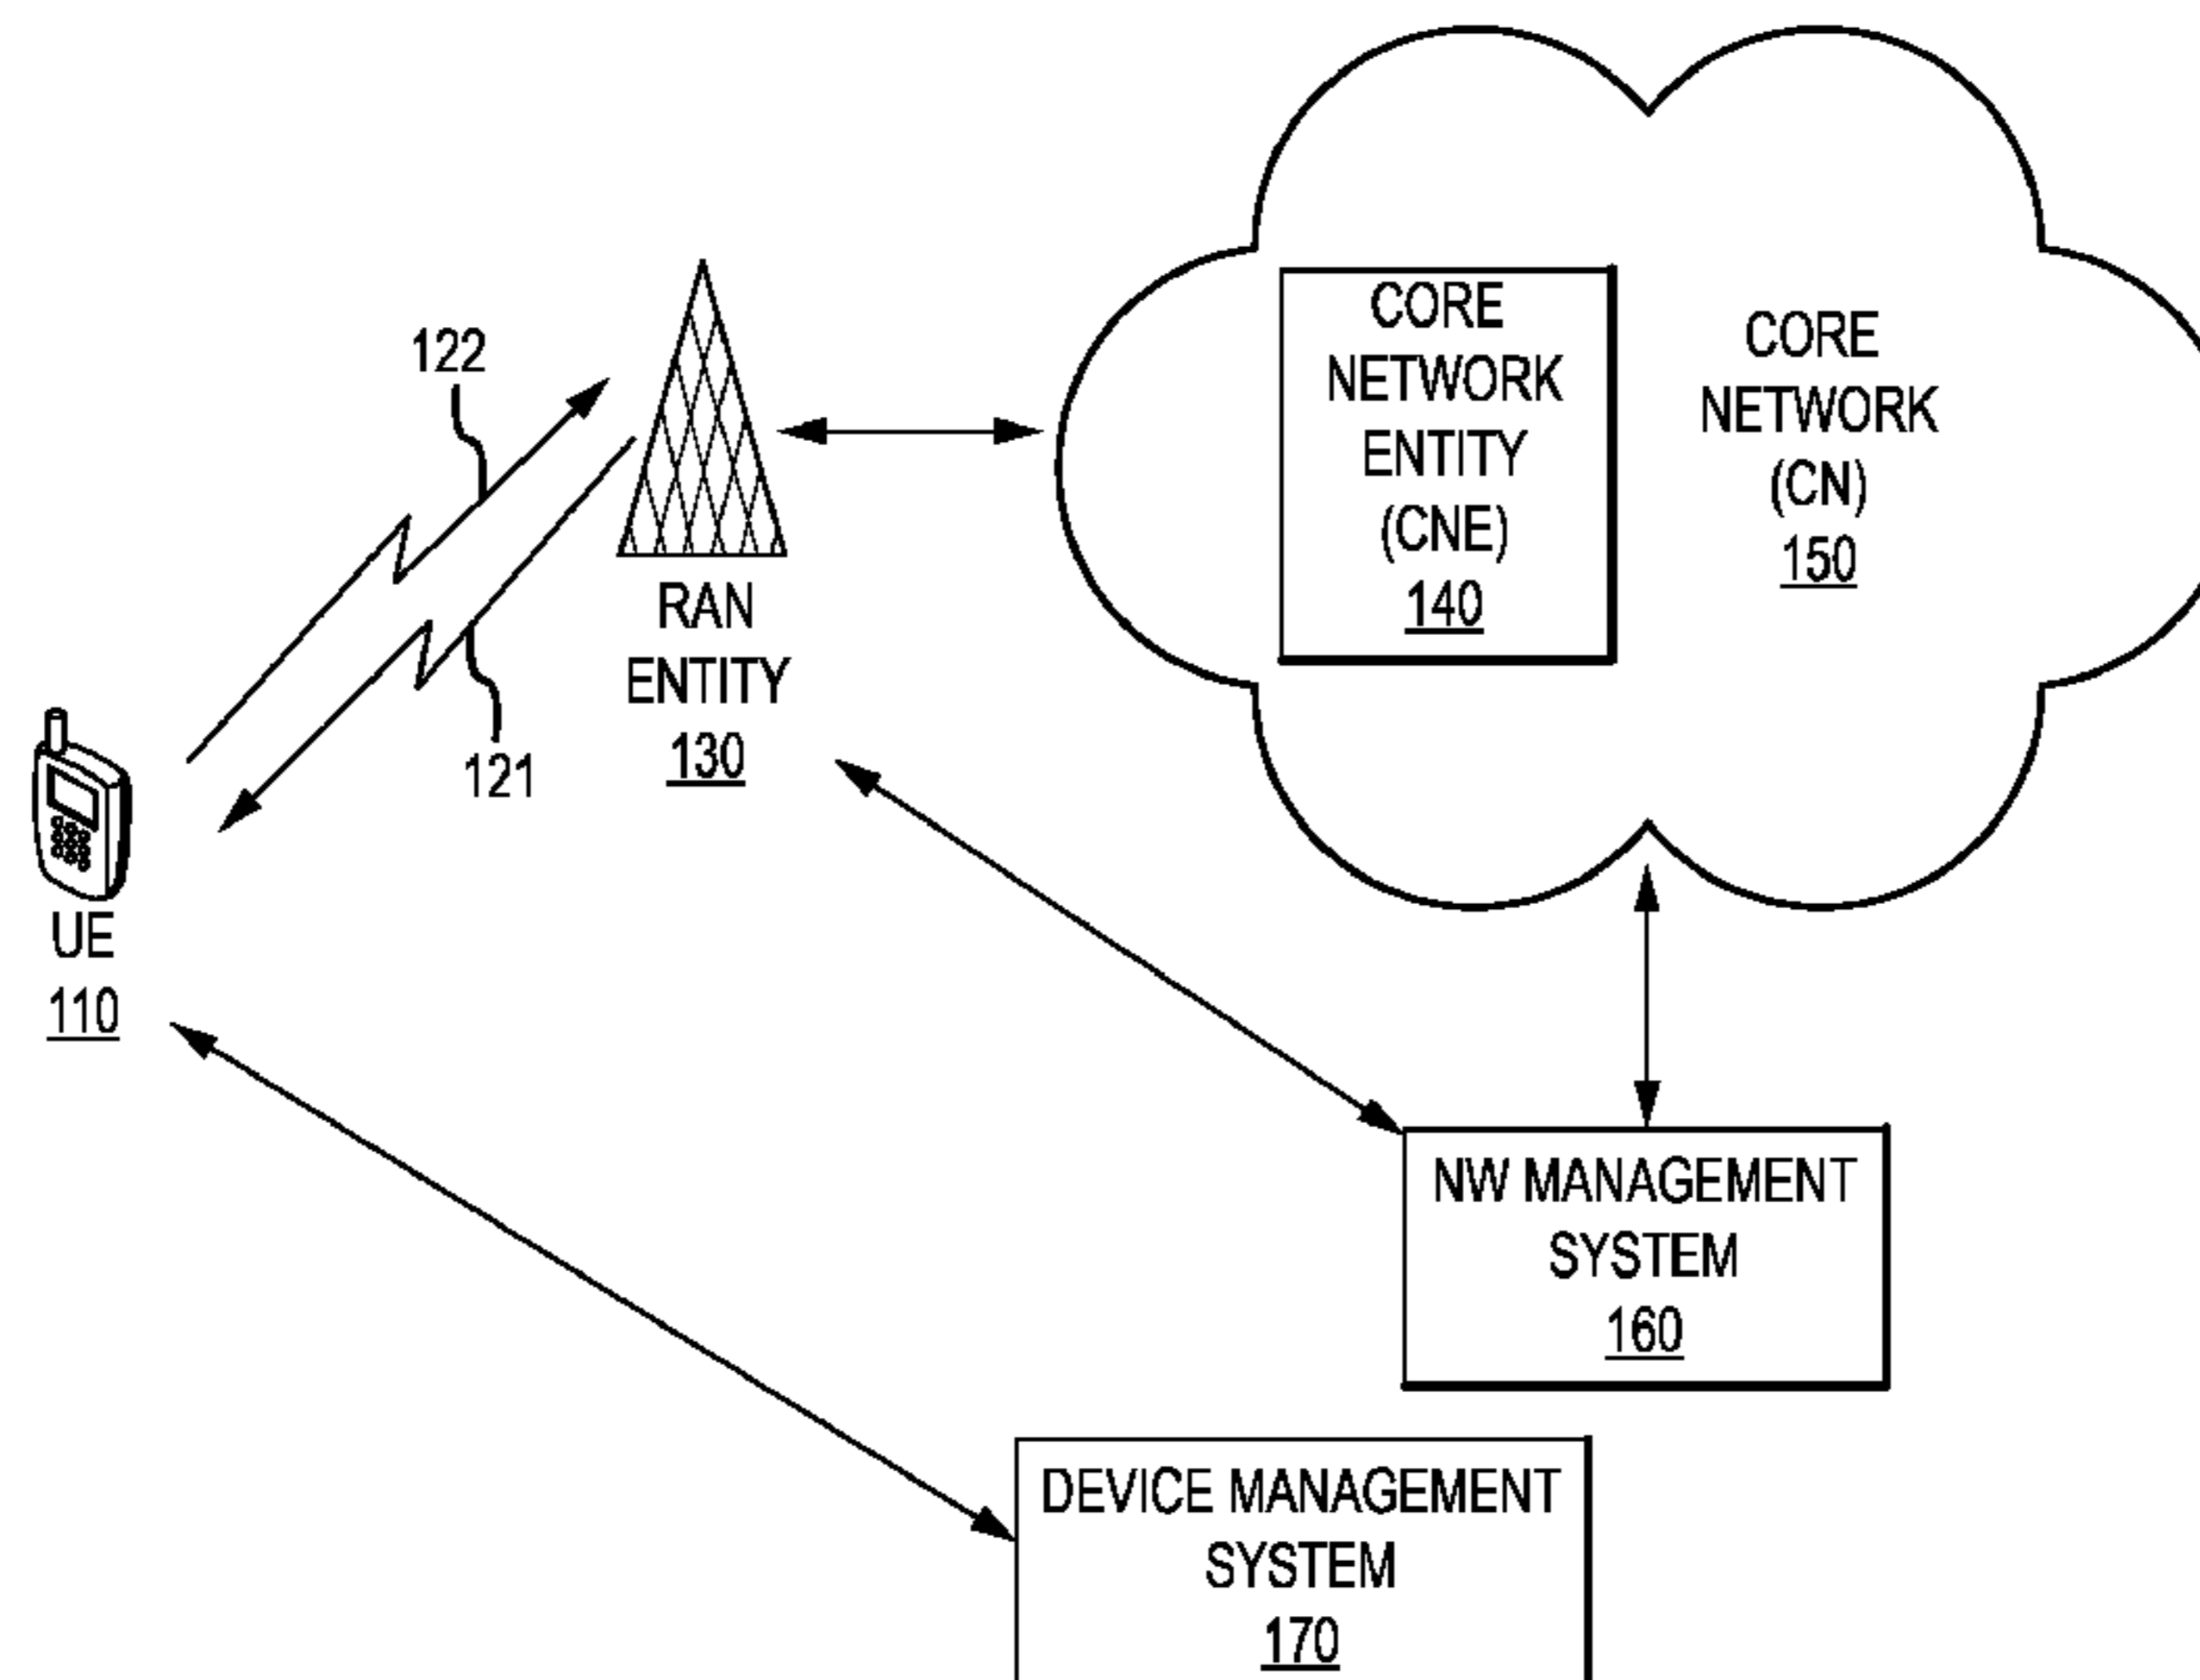 122
CORE
NETWORK
ENTITY
(CNE)
140
CORE
NETWORK
(CN)
150
RAN
ENTITY
130
121
UE
110
NW MANAGEMENT
SYSTEM
160
DEVICE MANAGEMENT
SYSTEM
170